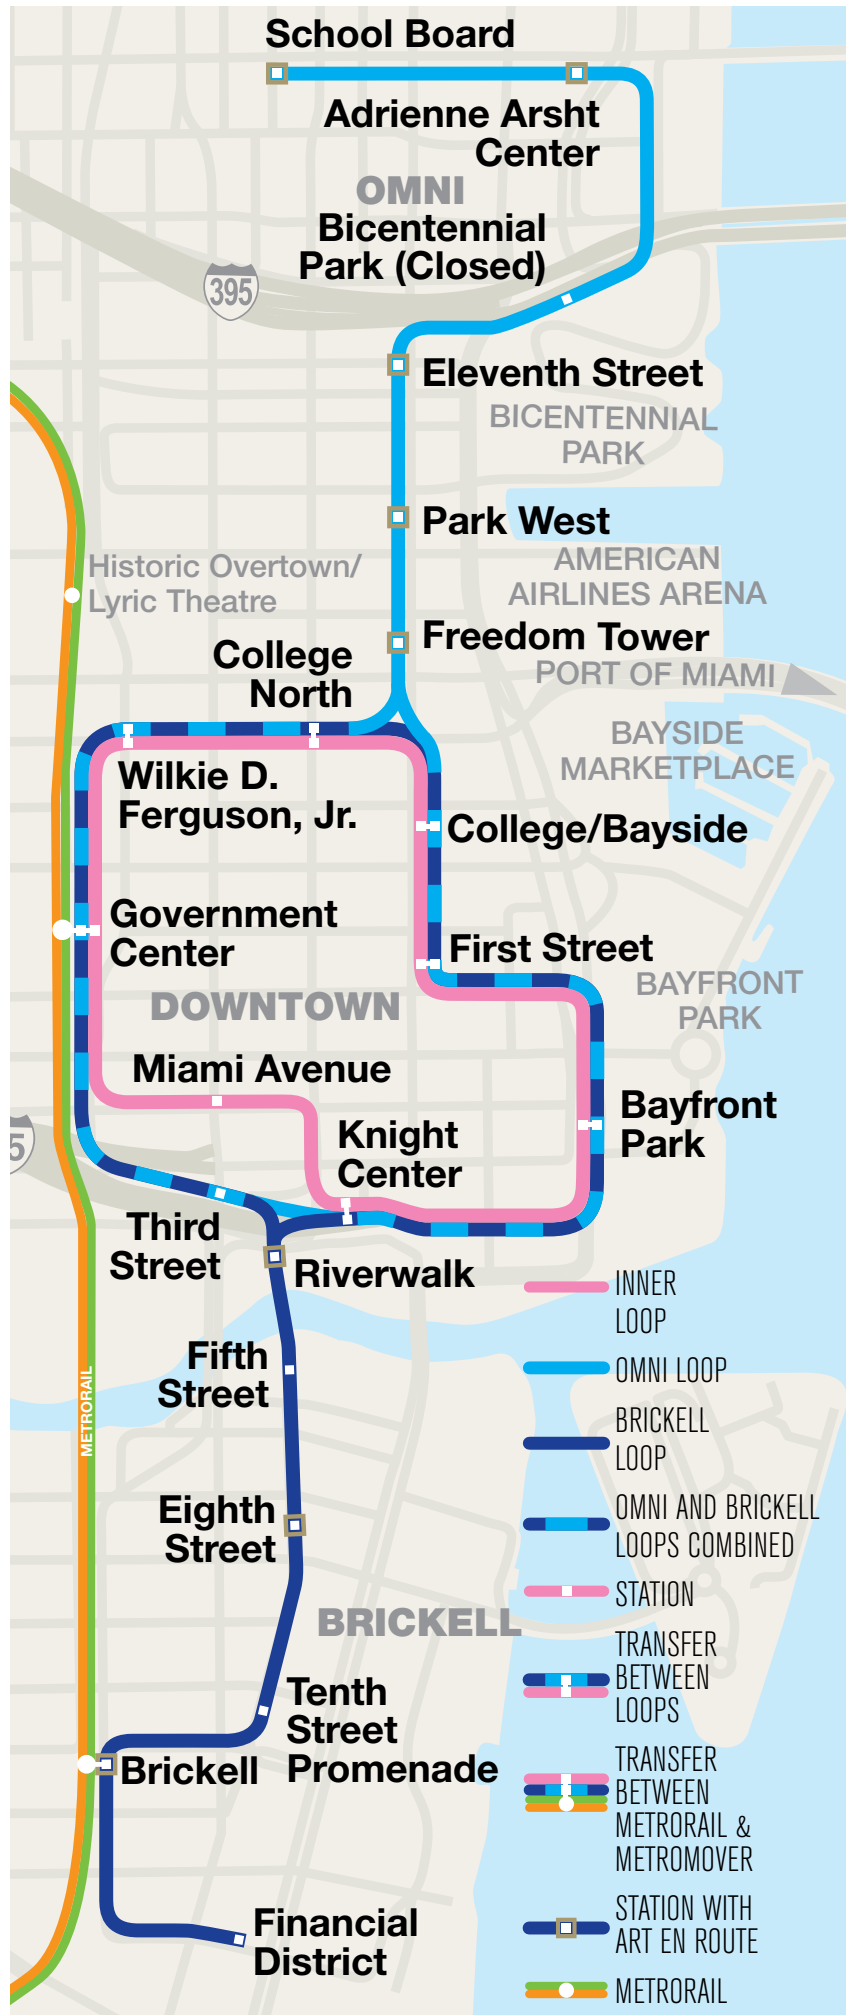 School Board
Adrienne Arsht
Center
OMNI
Bicentennial
Park (Closed)
395
Eleventh Street
BICENTENNIAL
PARK
Park West
AMERICAN
AIRLINES ARENA
Historic Overtown/
Lyric Theatre
Freedom Tower
College
North
PORT OF MIAMI
BAYSIDE
MARKETPLACE
Wilkie D.
Ferguson, Jr.
College/Bayside
Government
Center
First Street
BAYFRONT
PARK
DOWNTOWN
Miami Avenue
Bayfront
Park
5
Knight
Center
Third
Street
Riverwalk
INNER
LOOP
Fifth
Street
OMNI LOOP
METRORAIL
BRICKELL
LOOP
Eighth
Street
OMNI AND BRICKELL
LOOPS COMBINED
STATION
BRICKELL
TRANSFER
BETWEEN
LOOPS
Tenth
Street
Promenade
Brickell
TRANSFER
BETWEEN
METRORAIL &
METROMOVER
Financial
District
STATION WITH
ART EN ROUTE
METRORAIL